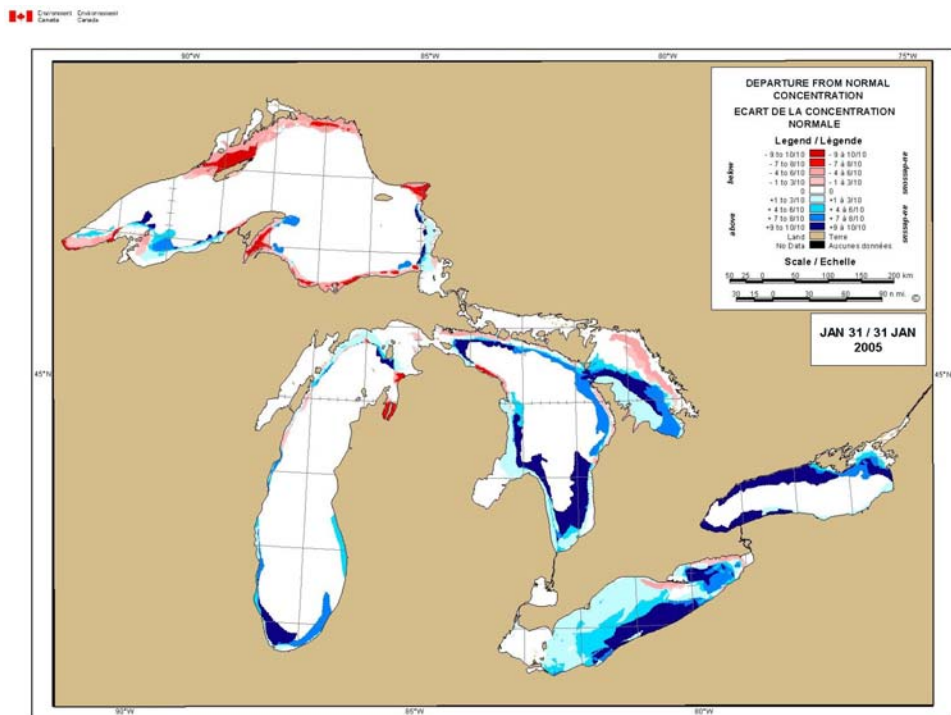 Environment Environnement
Canada Canada
90°W 85°W 80°W 75°W
DEPARTURE FROM NORMAL
CONCENTRATION
ECART DE LA CONCENTRATION
NORMALE
Legend / Légende
- 9 to 10/10 - 9 à 10/10
- 7 to 8/10 - 7 à 8/10
- 4 to 6/10 - 4 à 6/10
- 1 to 3/10 - 1 à 3/10
0 0
+1 to 3/10 +1 à 3/10
+ 4 to 6/10 + 4 à 6/10
+7 to 8/10 + 7 à 8/10
+9 to 10/10 +9 à 10/10
Land Terre
No Data Aucunes données
below
above
au-dessous
au-dessus
Scale / Echelle
50 25 0 50 100 150 200 km
30 15 0 30 60 90 n mi.
©
JAN 31 / 31 JAN
2005
45°N 45°N
90°W 85°W 80°W